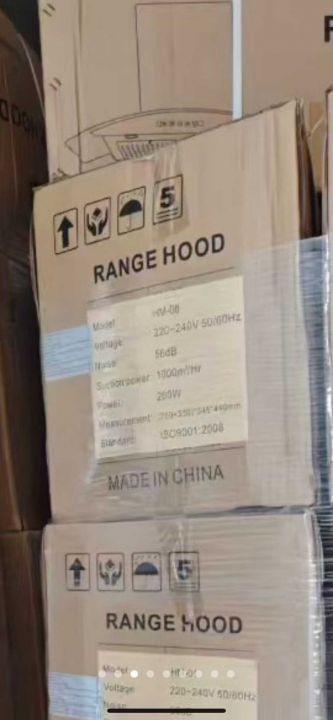 5
RANGE HOOD
Model HM-08
Voltage 220~240V 50/60Hz
Noise: 56dB
Suction power: 1000m³/Hr
Power: 200W
Measurement:
Standard: ISO9001:2008
MADE IN CHINA
5
RANGE HOOD
Model
Voltage 220~240V 50/60Hz